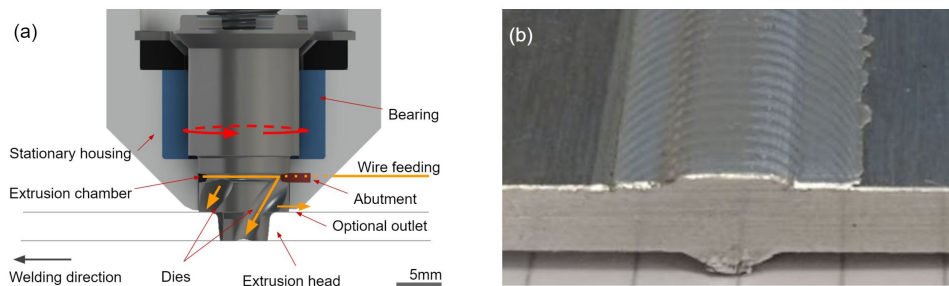 (a)
(b)
Bearing
Stationary housing
Wire feeding
Extrusion chamber
Abutment
Optional outlet
Welding direction
Dies
Extrusion head
5mm